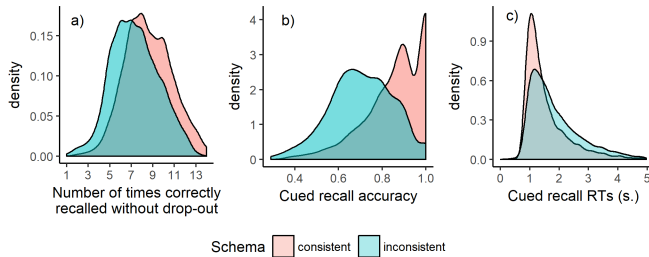 a)
density
0.15
0.10
0.05
0.00
1 3 5 7 9 11 13
Number of times correctly
recalled without drop-out
b)
density
4
3
2
1
0
0.4 0.6 0.8 1.0
Cued recall accuracy
c)
density
0.9
0.6
0.3
0.0
0 1 2 3 4 5
Cued recall RTs (s.)
Schema consistent inconsistent